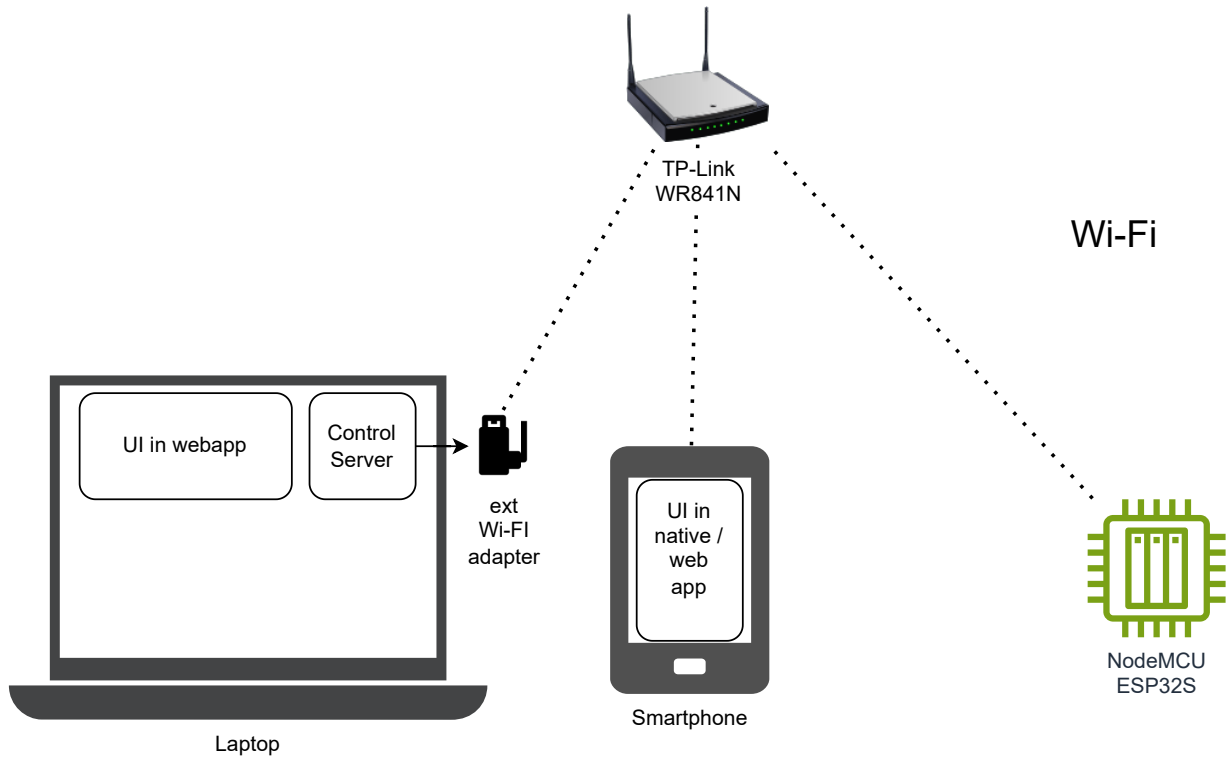 TP-Link
WR841N
Wi-Fi
UI in webapp
Control
Server
ext
Wi-FI
adapter
UI in
native /
web
app
NodeMCU
ESP32S
Smartphone
Laptop